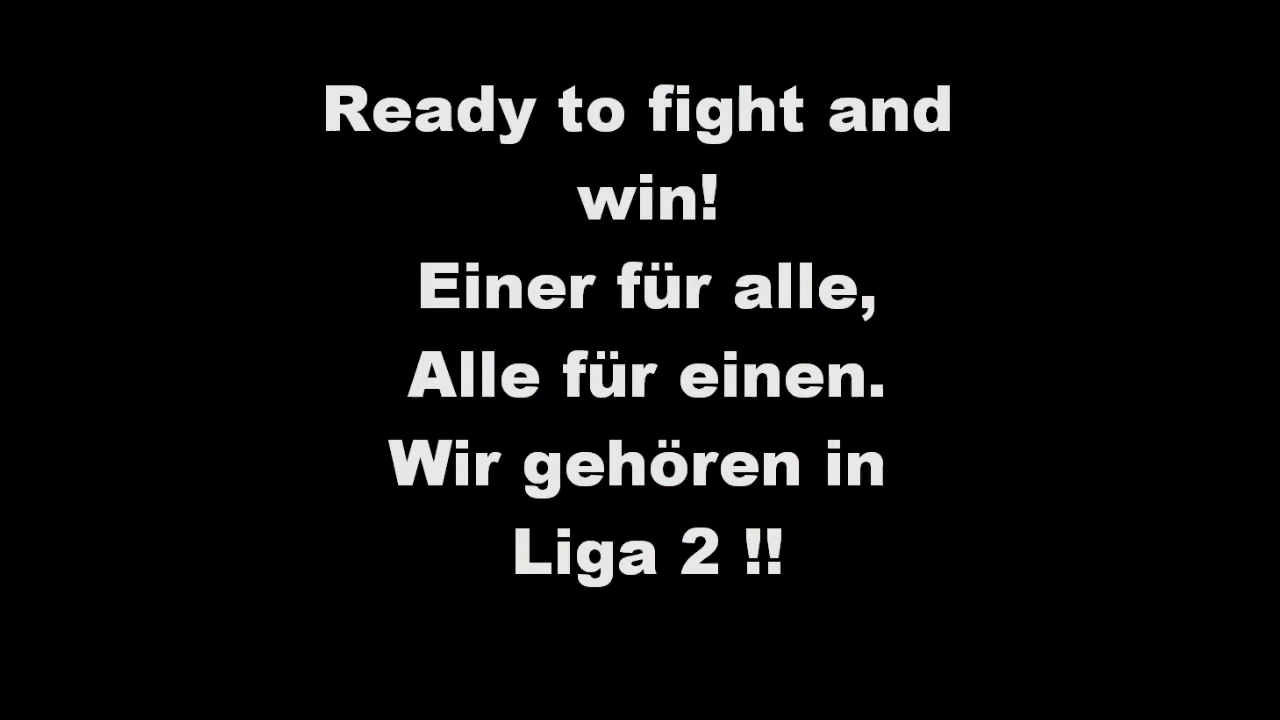 Ready to fight and
win!
Einer für alle,
Alle für einen.
Wir gehören in
Liga 2 !!